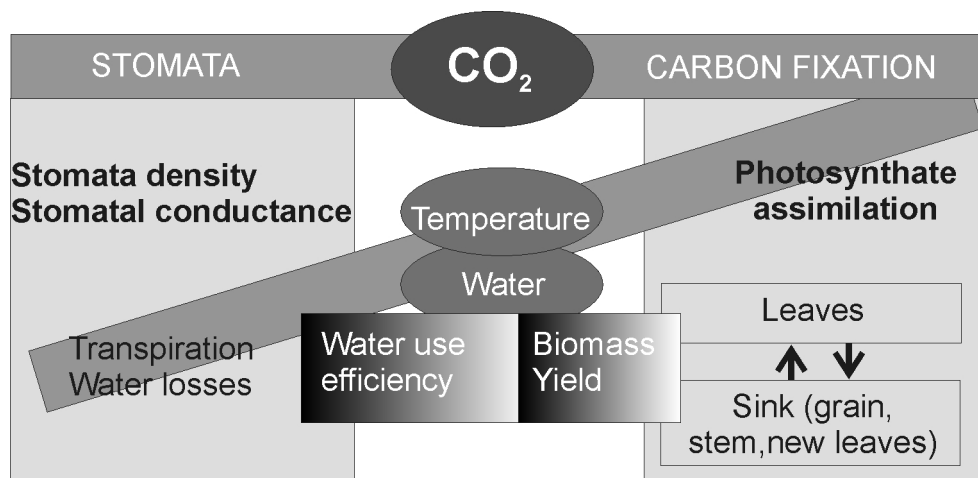 STOMATA
CO₂
CARBON FIXATION
Stomata density
Stomatal conductance
Photosynthate
assimilation
Temperature
Water
Leaves
Transpiration
Water losses
Water use
efficiency
Biomass
Yield
Sink (grain,
stem,new leaves)